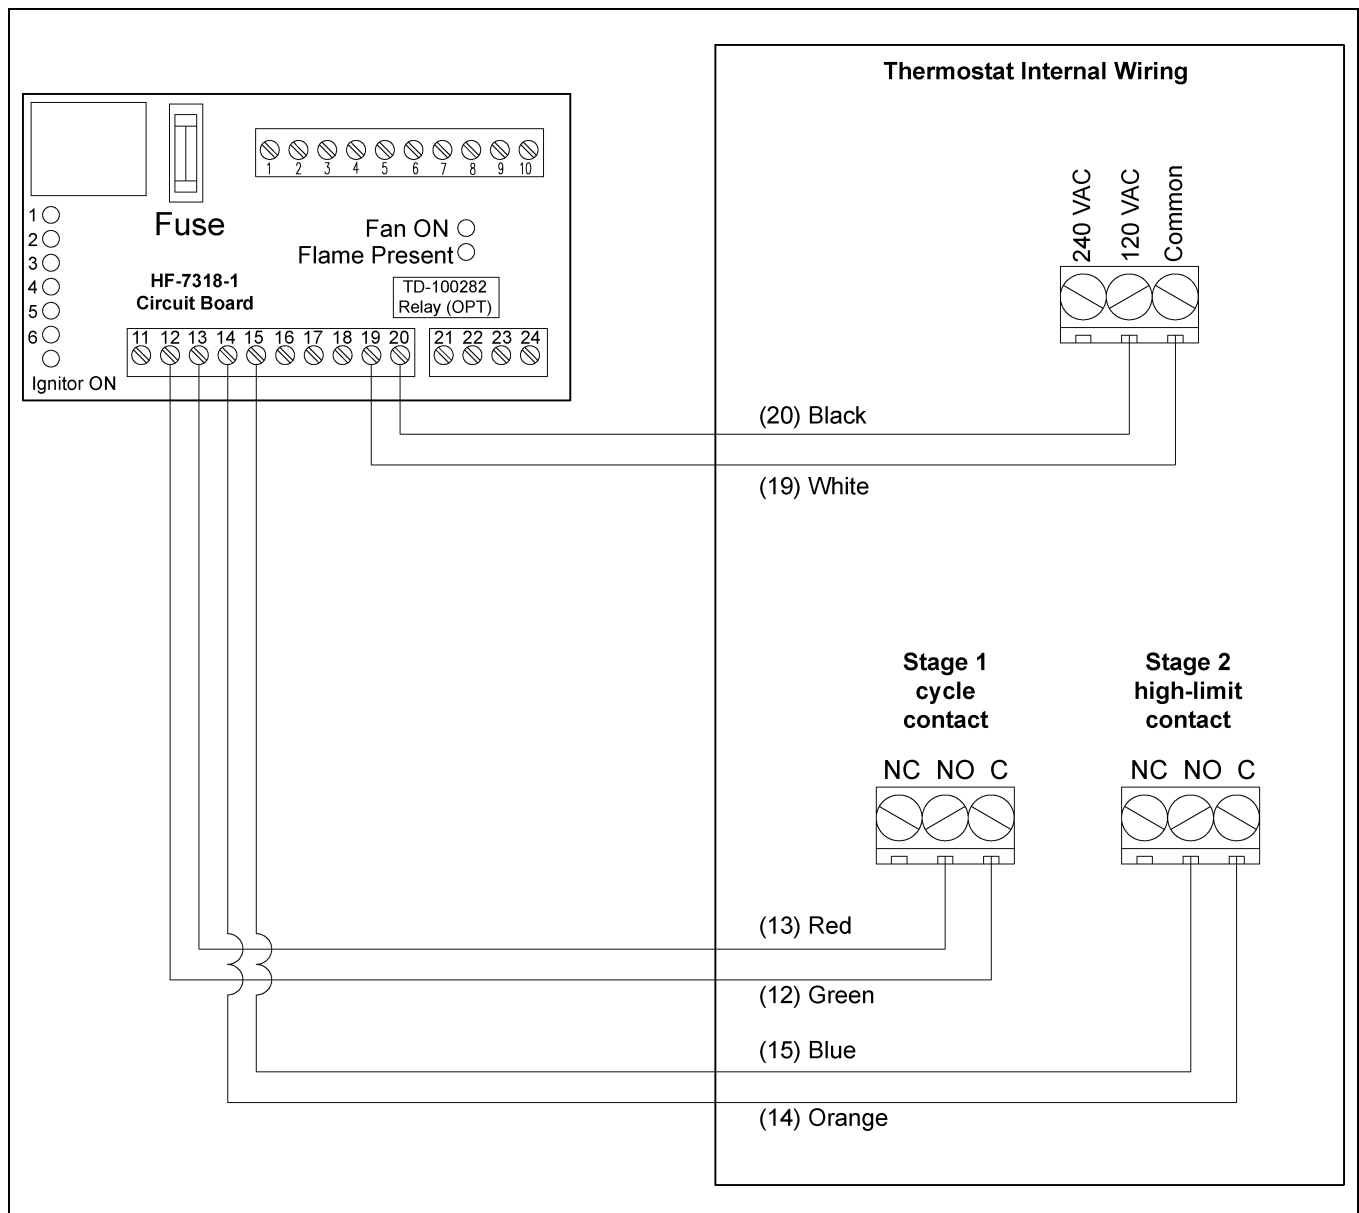 Thermostat Internal Wiring
1 2 3 4 5 6 7 8 9 10
Fuse
1
2
3
4
5
6
Ignitor ON
Fan ON
Flame Present
HF-7318-1
Circuit Board
TD-100282
Relay (OPT)
11 12 13 14 15 16 17 18 19 20
21 22 23 24
240 VAC
120 VAC
Common
(20) Black
(19) White
Stage 1
cycle
contact
NC NO C
Stage 2
high-limit
contact
NC NO C
(13) Red
(12) Green
(15) Blue
(14) Orange